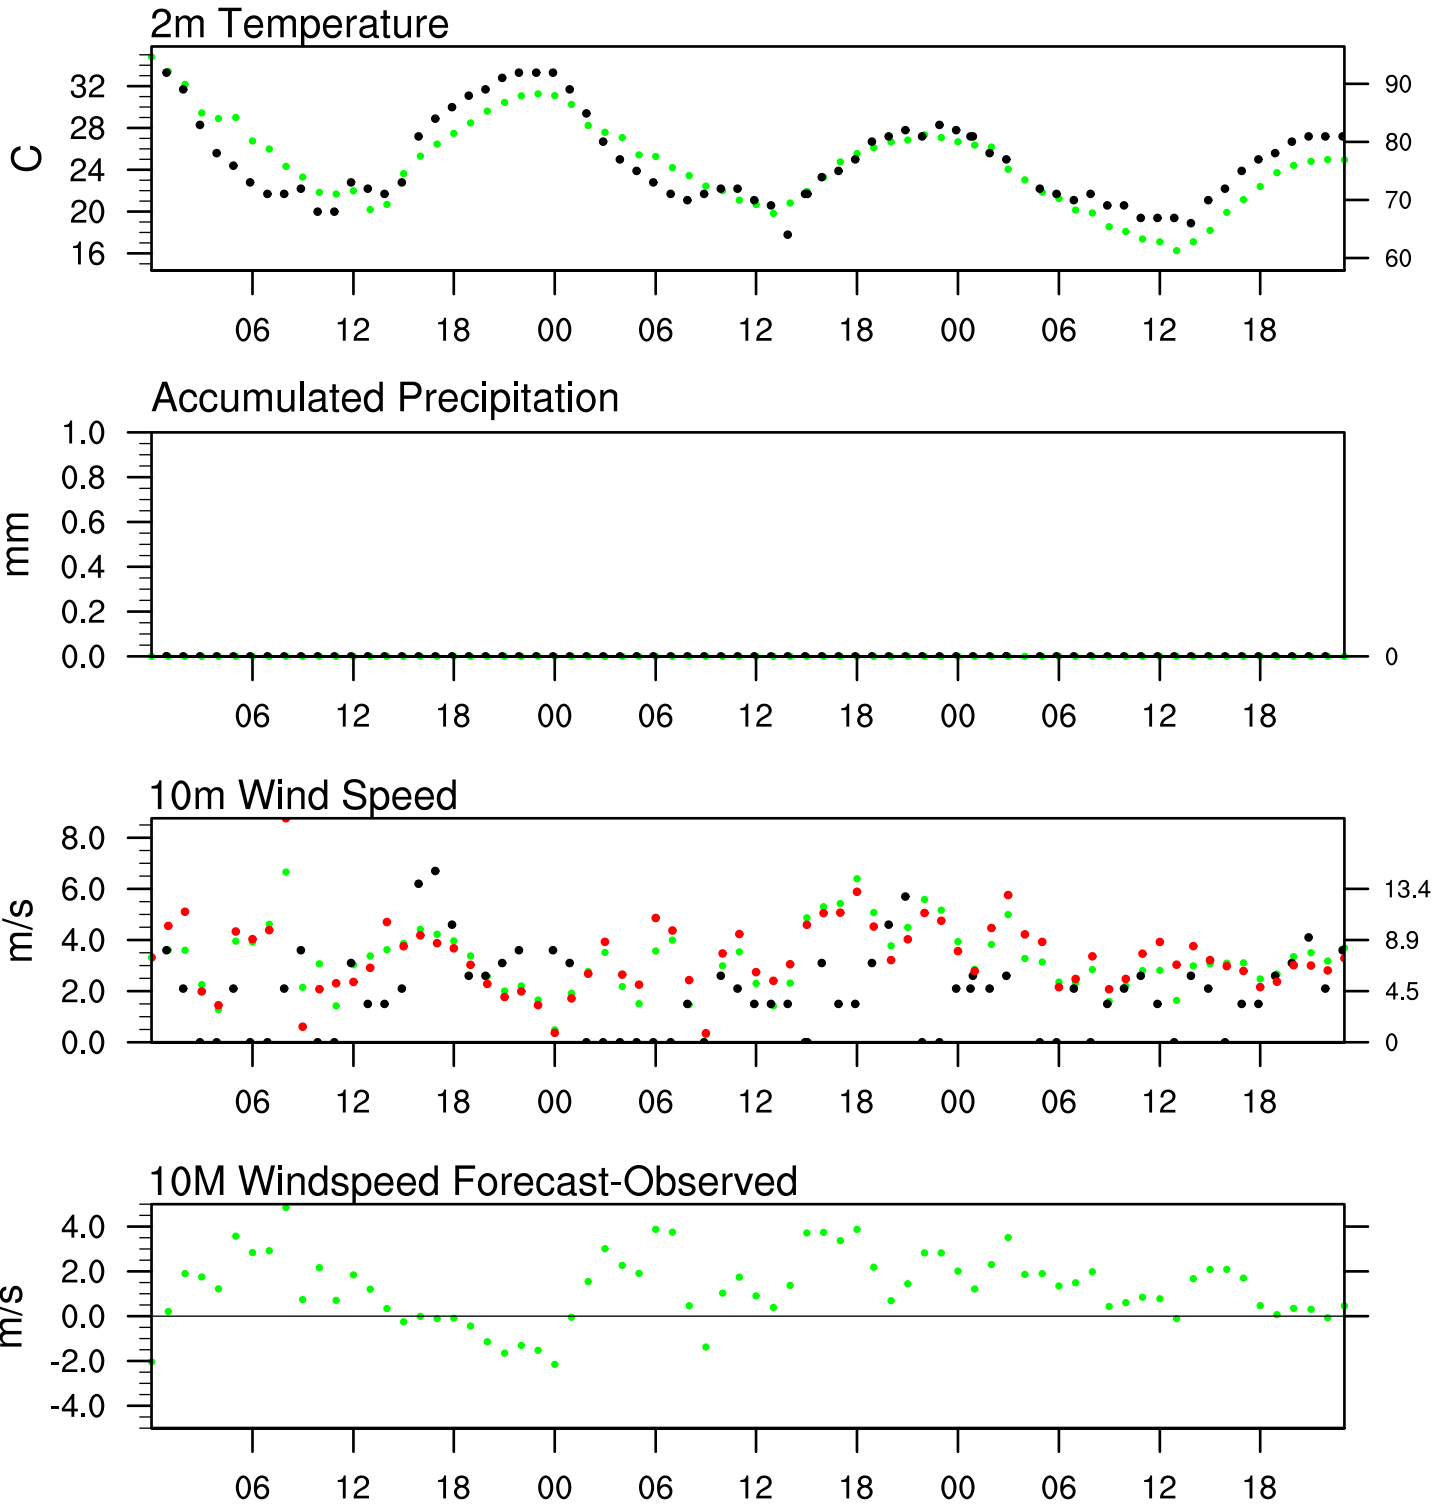 2m Temperature
C
32
28
24
20
16
90
80
70
60
06 12 18 00 06 12 18 00 06 12 18
Accumulated Precipitation
mm
1.0
0.8
0.6
0.4
0.2
0.0
0
06 12 18 00 06 12 18 00 06 12 18
10m Wind Speed
m/s
8.0
6.0
4.0
2.0
0.0
13.4
8.9
4.5
0
06 12 18 00 06 12 18 00 06 12 18
10M Windspeed Forecast-Observed
m/s
4.0
2.0
0.0
-2.0
-4.0
06 12 18 00 06 12 18 00 06 12 18